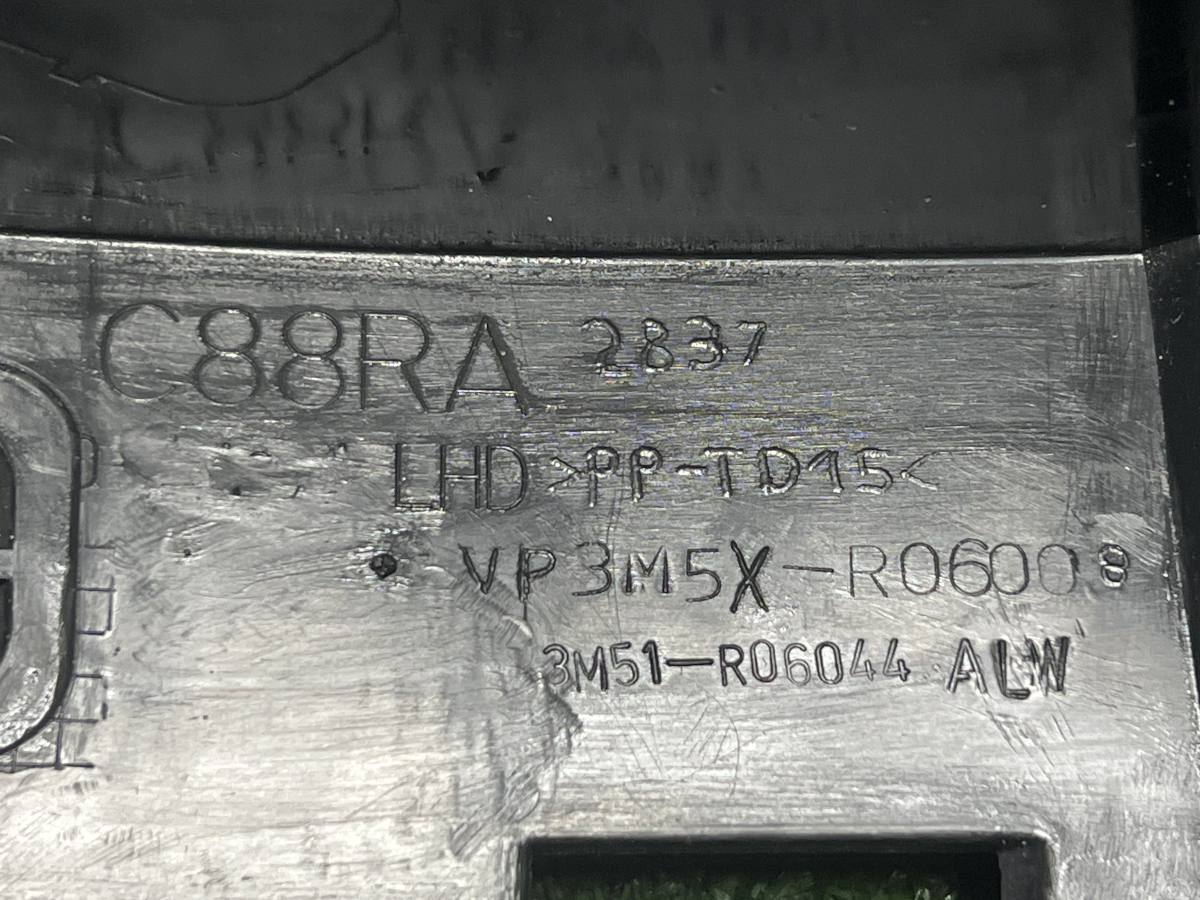 C88RA 2837
LHD >PP-TD15<
VP3M5X-R06008
3M51-R06044 ALW